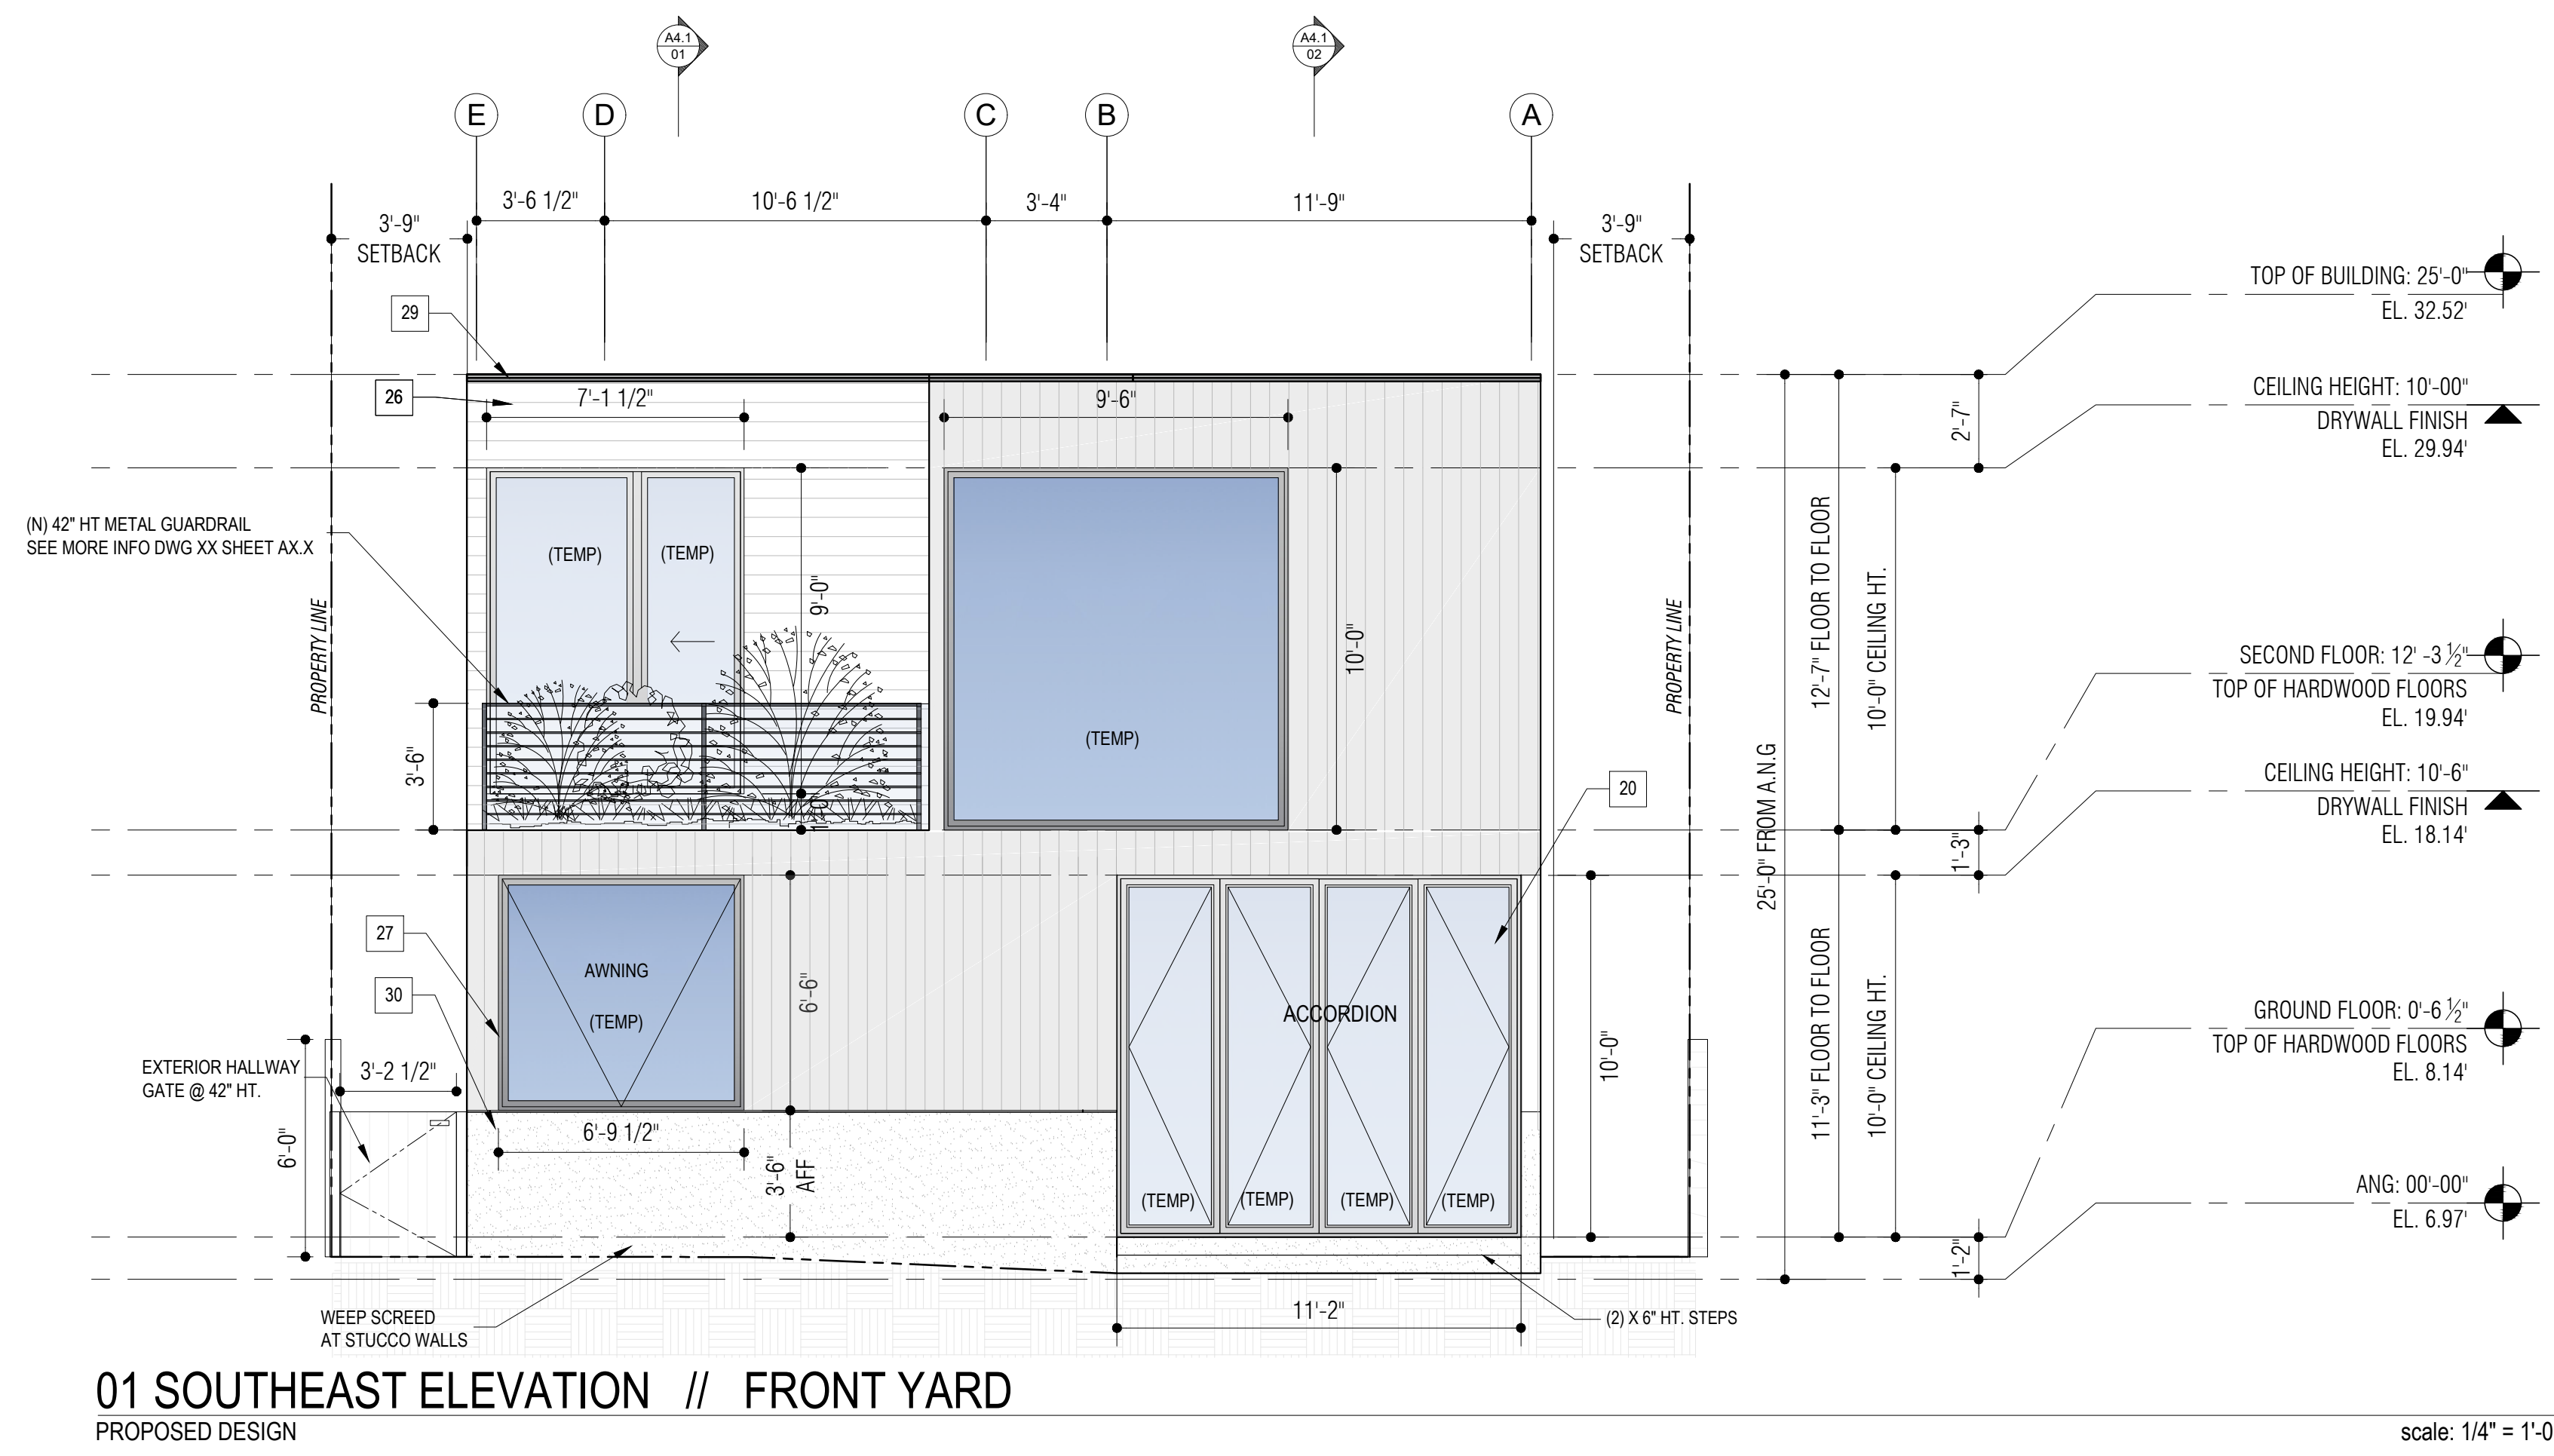 A4.1
01
A4.1
02
E
D
C
B
A
3'-6 1/2"
10'-6 1/2"
3'-4"
11'-9"
3'-9"
SETBACK
3'-9"
SETBACK
29
26
7'-1 1/2"
9'-6"
TOP OF BUILDING: 25'-0"
EL. 32.52'
CEILING HEIGHT: 10'-00"
DRYWALL FINISH
EL. 29.94'
2'-7"
(N) 42" HT METAL GUARDRAIL
SEE MORE INFO DWG XX SHEET AX.X
(TEMP)
(TEMP)
9'-0"
10'-0"
(TEMP)
PROPERTY LINE
PROPERTY LINE
12'-7" FLOOR TO FLOOR
10'-0" CEILING HT.
SECOND FLOOR: 12' -3 ½"
TOP OF HARDWOOD FLOORS
EL. 19.94'
3'-6"
20
25'-0" FROM A.N.G
CEILING HEIGHT: 10'-6"
DRYWALL FINISH
EL. 18.14'
1'-3"
27
30
AWNING
(TEMP)
6'-6"
ACCORDION
10'-0"
11'-3" FLOOR TO FLOOR
10'-0" CEILING HT.
GROUND FLOOR: 0'-6 ½"
TOP OF HARDWOOD FLOORS
EL. 8.14'
EXTERIOR HALLWAY
GATE @ 42" HT.
3'-2 1/2"
6'-0"
6'-9 1/2"
3'-6"
AFF
(TEMP)
(TEMP)
(TEMP)
(TEMP)
ANG: 00'-00"
EL. 6.97'
1'-2"
WEEP SCREED
AT STUCCO WALLS
11'-2"
(2) X 6" HT. STEPS
01 SOUTHEAST ELEVATION // FRONT YARD
PROPOSED DESIGN
scale: 1/4" = 1'-0